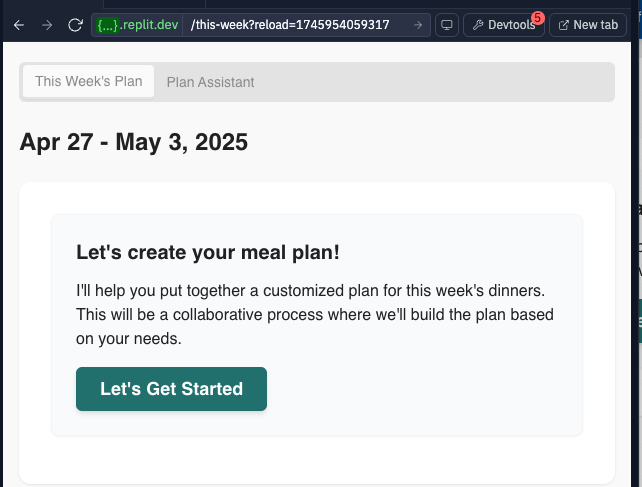 {...}.replit.dev /this-week?reload=1745954059317 Devtools 5 New tab
This Week's Plan Plan Assistant
Apr 27 - May 3, 2025
Let's create your meal plan!
I'll help you put together a customized plan for this week's dinners.
This will be a collaborative process where we'll build the plan based
on your needs.
Let's Get Started